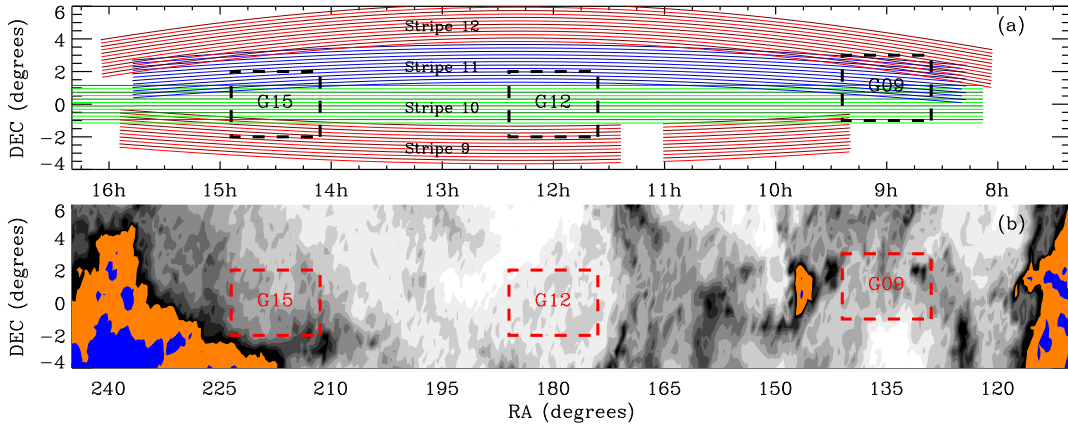 6
4
2
0
−2
−4
DEC (degrees)
(a)
Stripe 12
Stripe 11
Stripe 10
Stripe 9
G15
G12
G09
16h 15h 14h 13h 12h 11h 10h 9h 8h
6
4
2
0
−2
−4
DEC (degrees)
(b)
G15
G12
G09
240 225 210 195 180 165 150 135 120
RA (degrees)